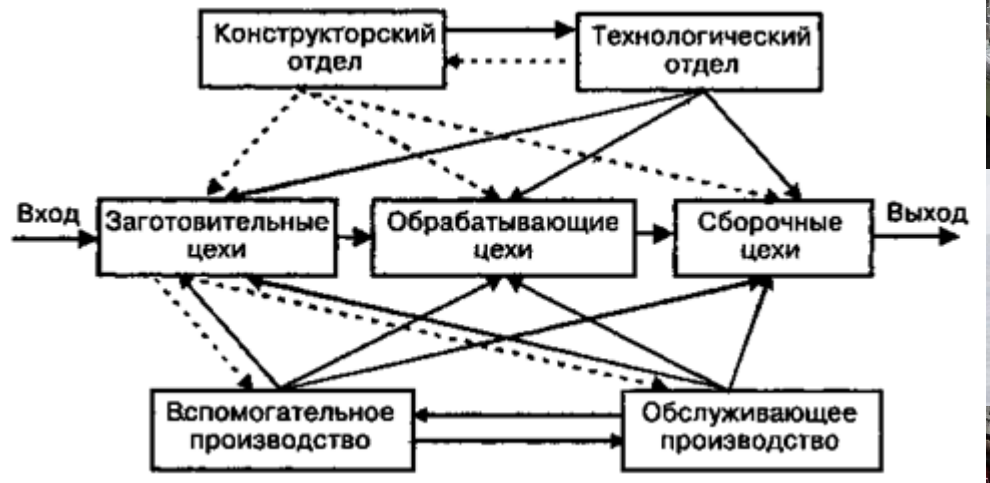 Конструкторский
отдел
Технологический
отдел
Вход
Заготовительные
цехи
Обрабатывающие
цехи
Сборочные
цехи
Выход
Вспомогательное
производство
Обслуживающее
производство